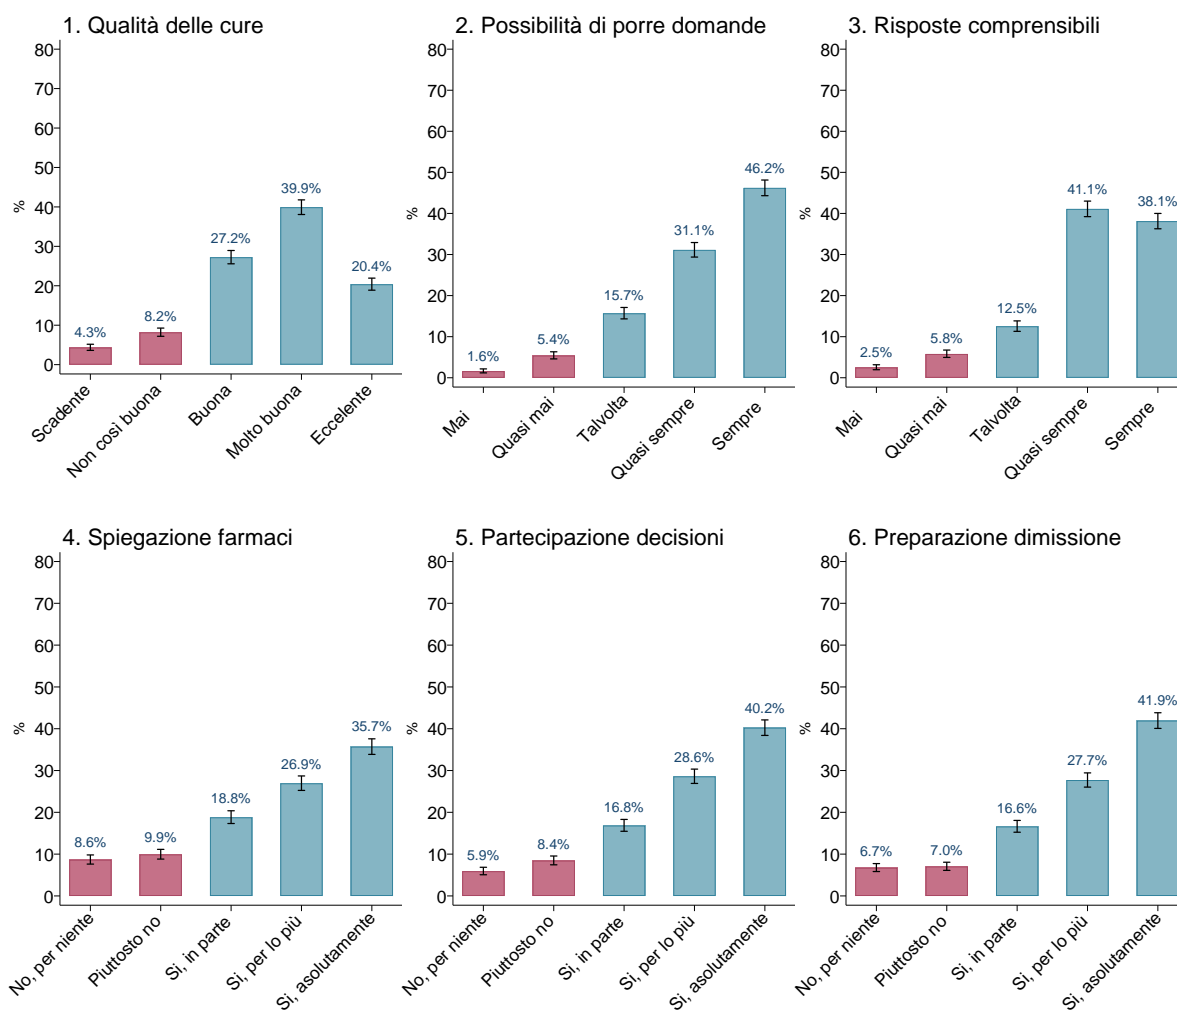 1. Qualità delle cure
80
70
60
50
40
30
20
10
0
%
4.3%
8.2%
27.2%
39.9%
20.4%
Scadente
Non così buona
Buona
Molto buona
Eccelente
2. Possibilità di porre domande
80
70
60
50
40
30
20
10
0
%
1.6%
5.4%
15.7%
31.1%
46.2%
Mai
Quasi mai
Talvolta
Quasi sempre
Sempre
3. Risposte comprensibili
80
70
60
50
40
30
20
10
0
%
2.5%
5.8%
12.5%
41.1%
38.1%
Mai
Quasi mai
Talvolta
Quasi sempre
Sempre
4. Spiegazione farmaci
80
70
60
50
40
30
20
10
0
%
8.6%
9.9%
18.8%
26.9%
35.7%
No, per niente
Piuttosto no
Si, in parte
Si, per lo più
Si, asolutamente
5. Partecipazione decisioni
80
70
60
50
40
30
20
10
0
%
5.9%
8.4%
16.8%
28.6%
40.2%
No, per niente
Piuttosto no
Si, in parte
Si, per lo più
Si, asolutamente
6. Preparazione dimissione
80
70
60
50
40
30
20
10
0
%
6.7%
7.0%
16.6%
27.7%
41.9%
No, per niente
Piuttosto no
Si, in parte
Si, per lo più
Si, asolutamente